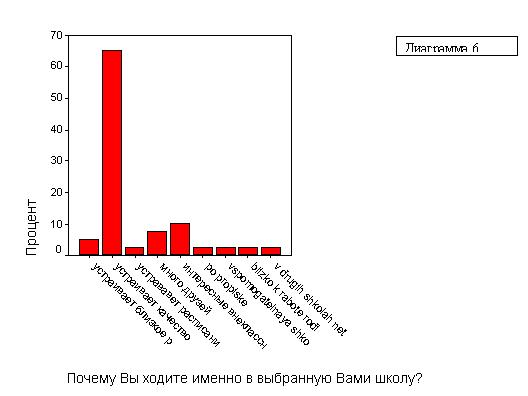 Диаграмма 6
Процент
70
60
50
40
30
20
10
0
устраивает близкое р
устраивает качество
устраивает расписани
много друзей
интересные внеклассы
po propiske
vspomogatelnaya shko
blizko k rabote rodi
v drugih shkolah net
Почему Вы ходите именно в выбранную Вами школу?